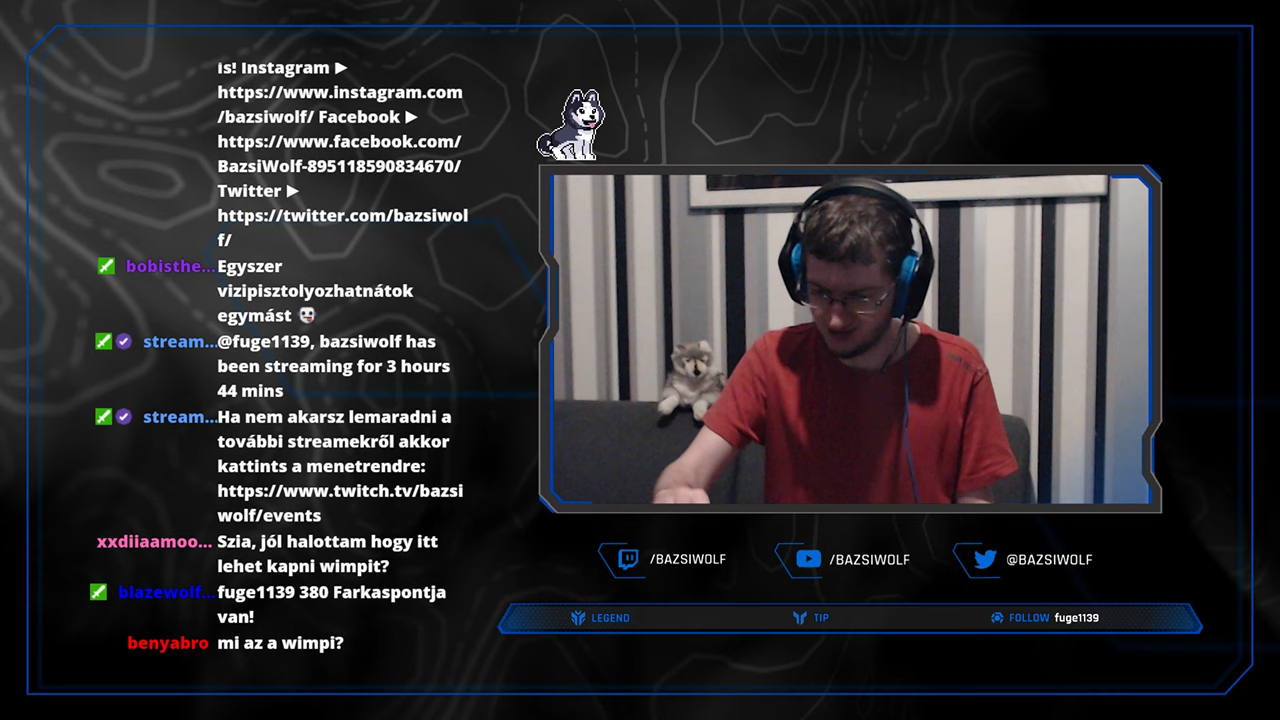 is! Instagram ▶
https://www.instagram.com
/bazsiwolf/ Facebook ▶
https://www.facebook.com/
BazsiWolf-895118590834670/
Twitter ▶
https://twitter.com/bazsiwol
f/
bobisthe... Egyszer
vizipisztolyozhatnátok
egymást
stream... @fuge1139, bazsiwolf has
been streaming for 3 hours
44 mins
stream... Ha nem akarsz lemaradni a
további streamekről akkor
kattints a menetrendre:
https://www.twitch.tv/bazsi
wolf/events
xxdiiaamoo... Szia, jól halottam hogy itt
lehet kapni wimpit?
blazewolf... fuge1139 380 Farkaspontja
van!
benyabro mi az a wimpi?
/BAZSIWOLF /BAZSIWOLF @BAZSIWOLF
LEGEND TIP FOLLOW fuge1139